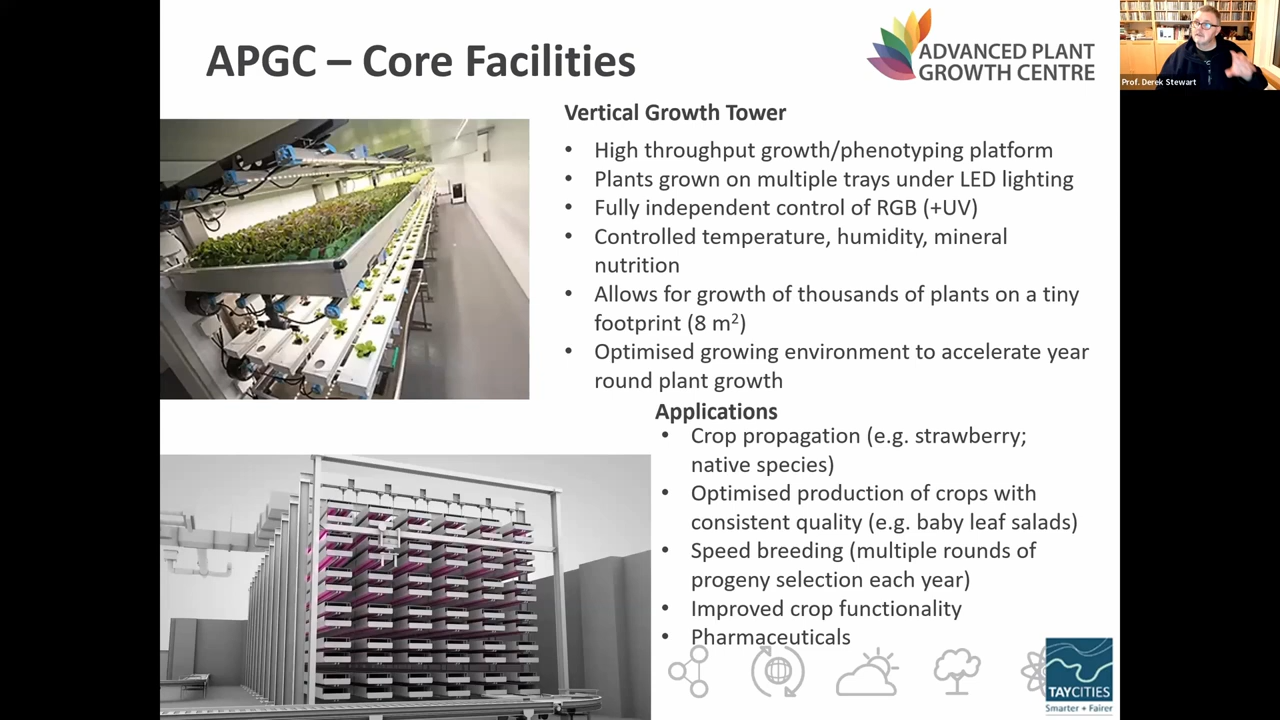 APGC – Core Facilities
ADVANCED PLANT
GROWTH CENTRE
Prof. Derek Stewart
Vertical Growth Tower
• High throughput growth/phenotyping platform
• Plants grown on multiple trays under LED lighting
• Fully independent control of RGB (+UV)
• Controlled temperature, humidity, mineral
nutrition
• Allows for growth of thousands of plants on a tiny
footprint (8 m²)
• Optimised growing environment to accelerate year
round plant growth
Applications
• Crop propagation (e.g. strawberry;
native species)
• Optimised production of crops with
consistent quality (e.g. baby leaf salads)
• Speed breeding (multiple rounds of
progeny selection each year)
• Improved crop functionality
• Pharmaceuticals
TAYCITIES
Smarter • Fairer